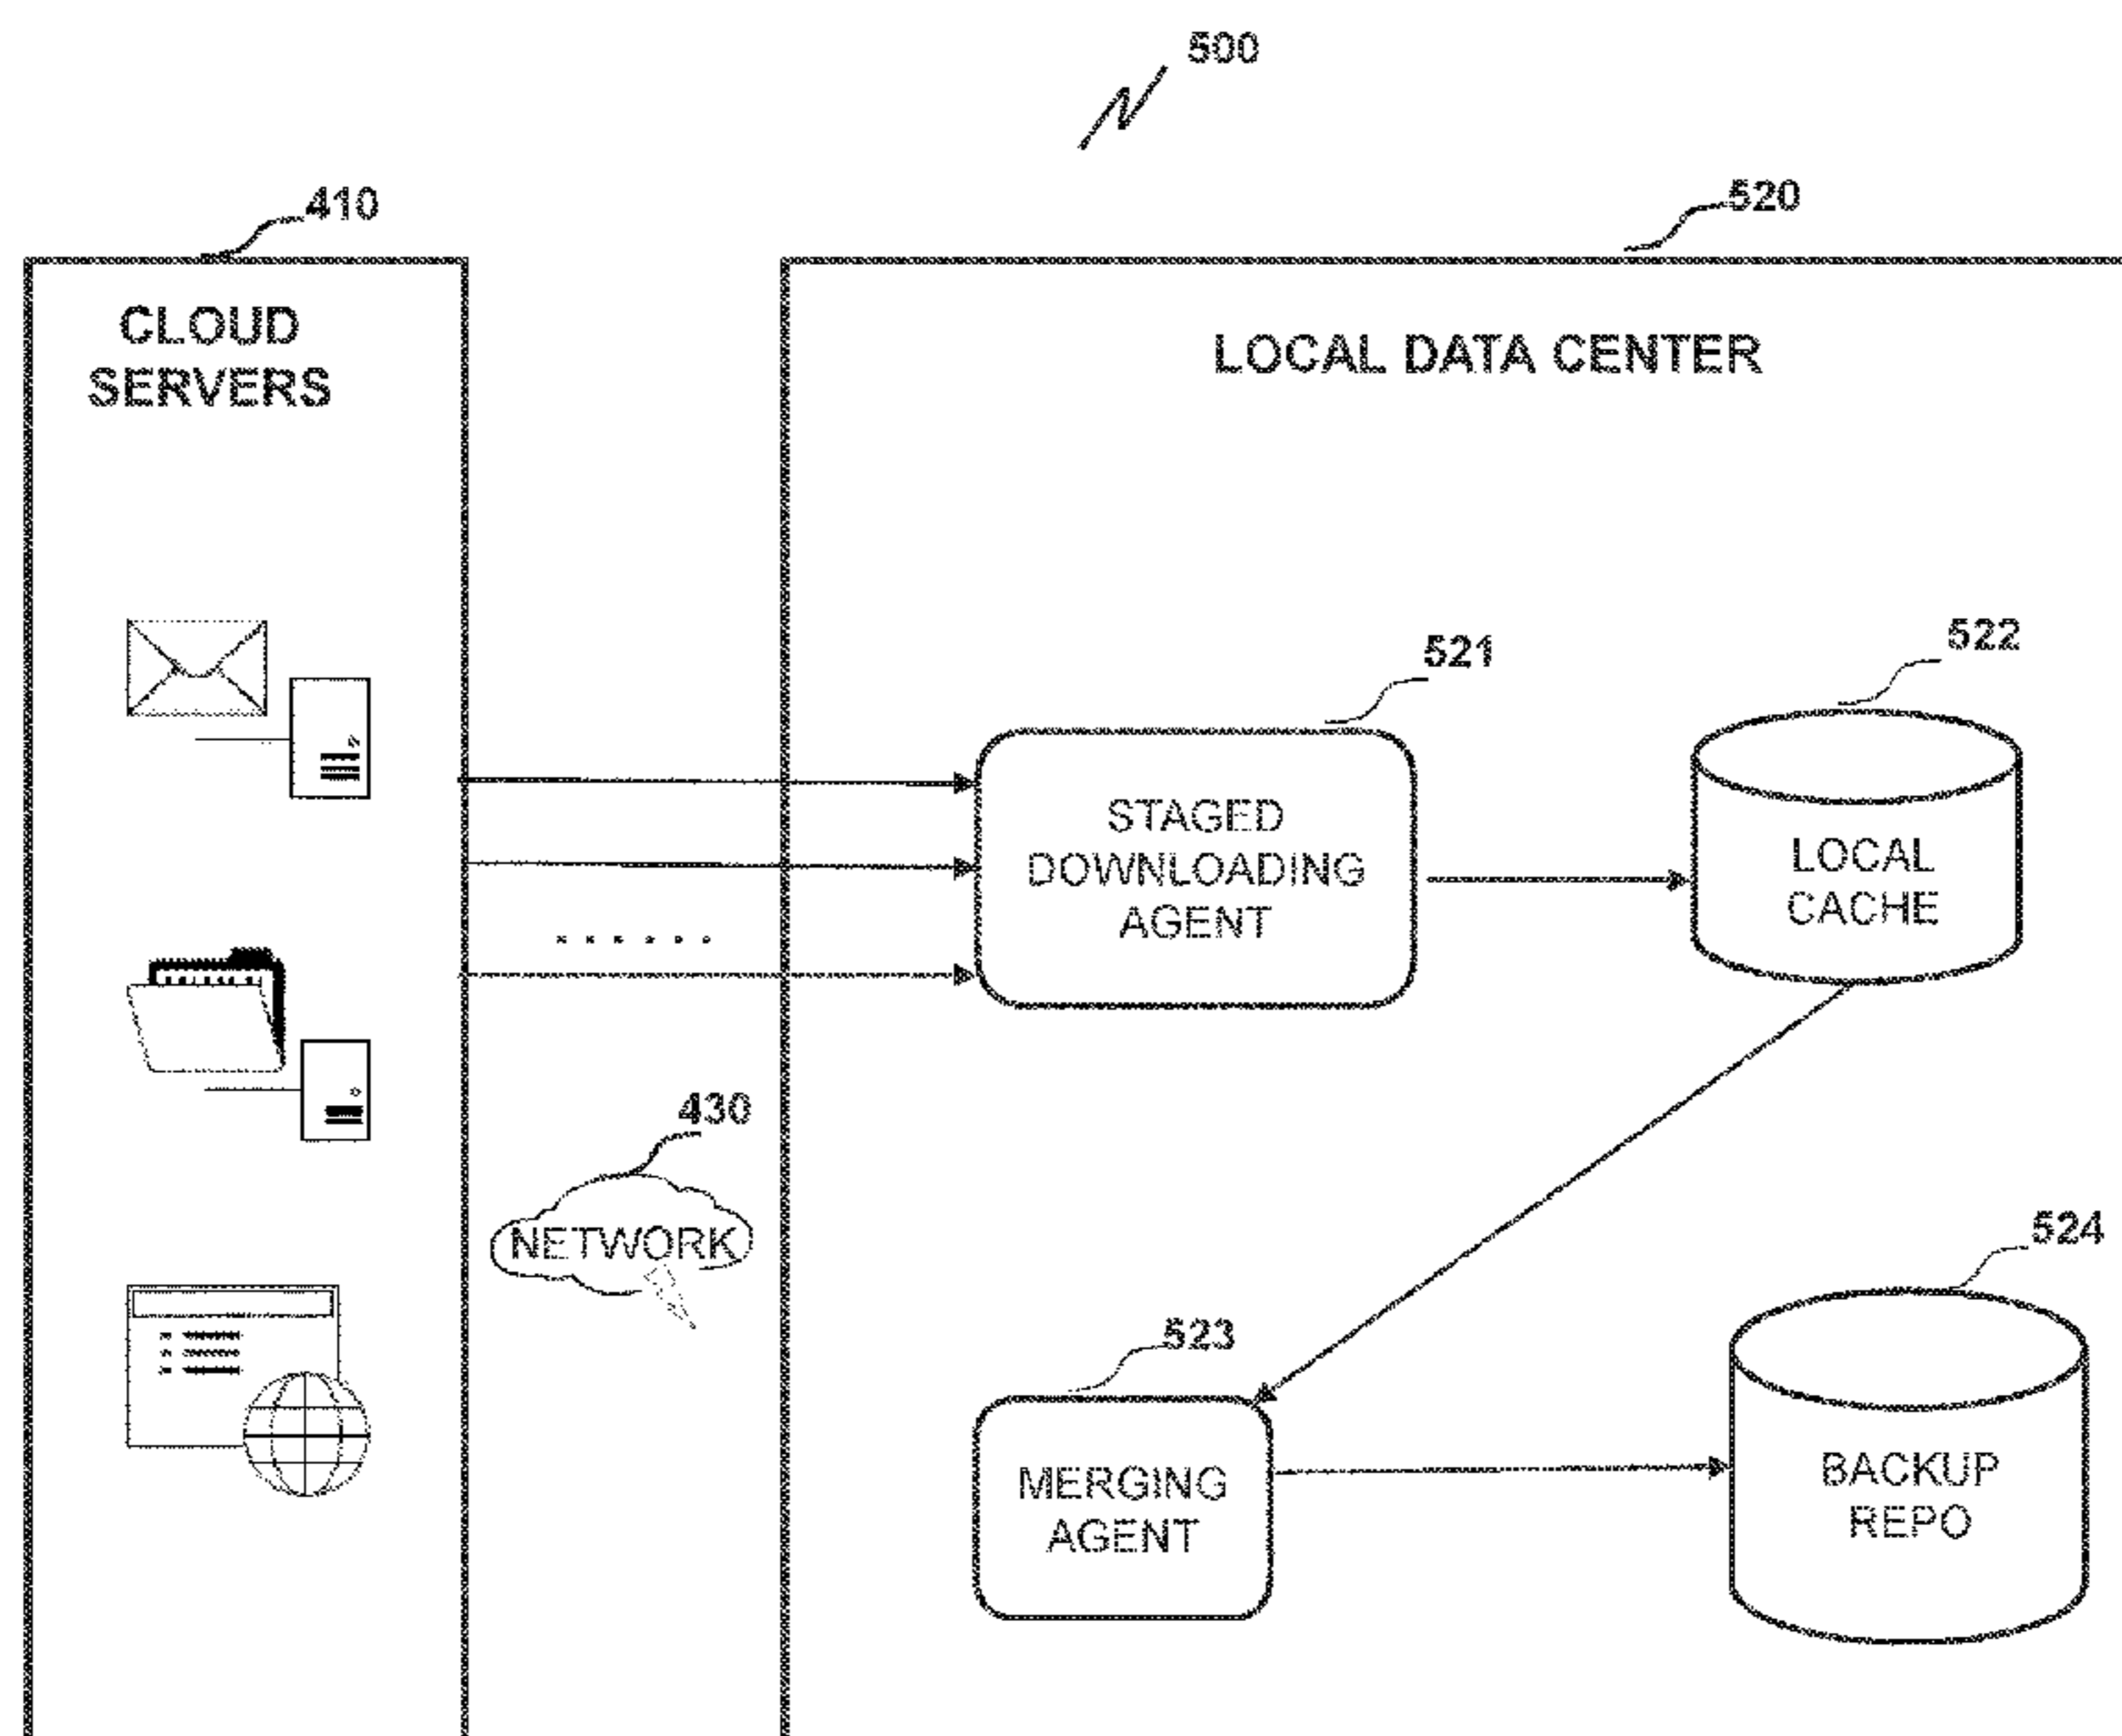 500
410
520
CLOUD
SERVERS
LOCAL DATA CENTER
521
522
STAGED
DOWNLOADING
AGENT
LOCAL
CACHE
430
NETWORK
524
523
MERGING
AGENT
BACKUP
REPO